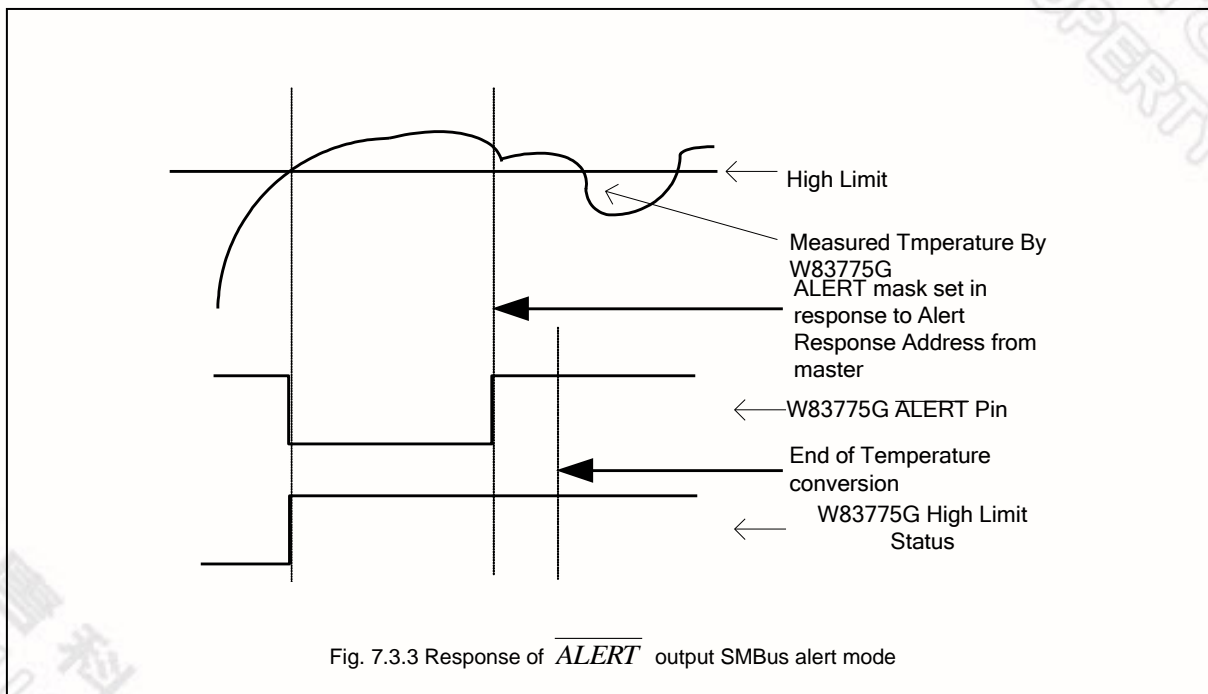 High Limit
Measured Tmperature By
W83775G
ALERT mask set in
response to Alert
Response Address from
master
W83775G ALERT Pin
End of Temperature
conversion
W83775G High Limit
Status
Fig. 7.3.3 Response of ALERT output SMBus alert mode